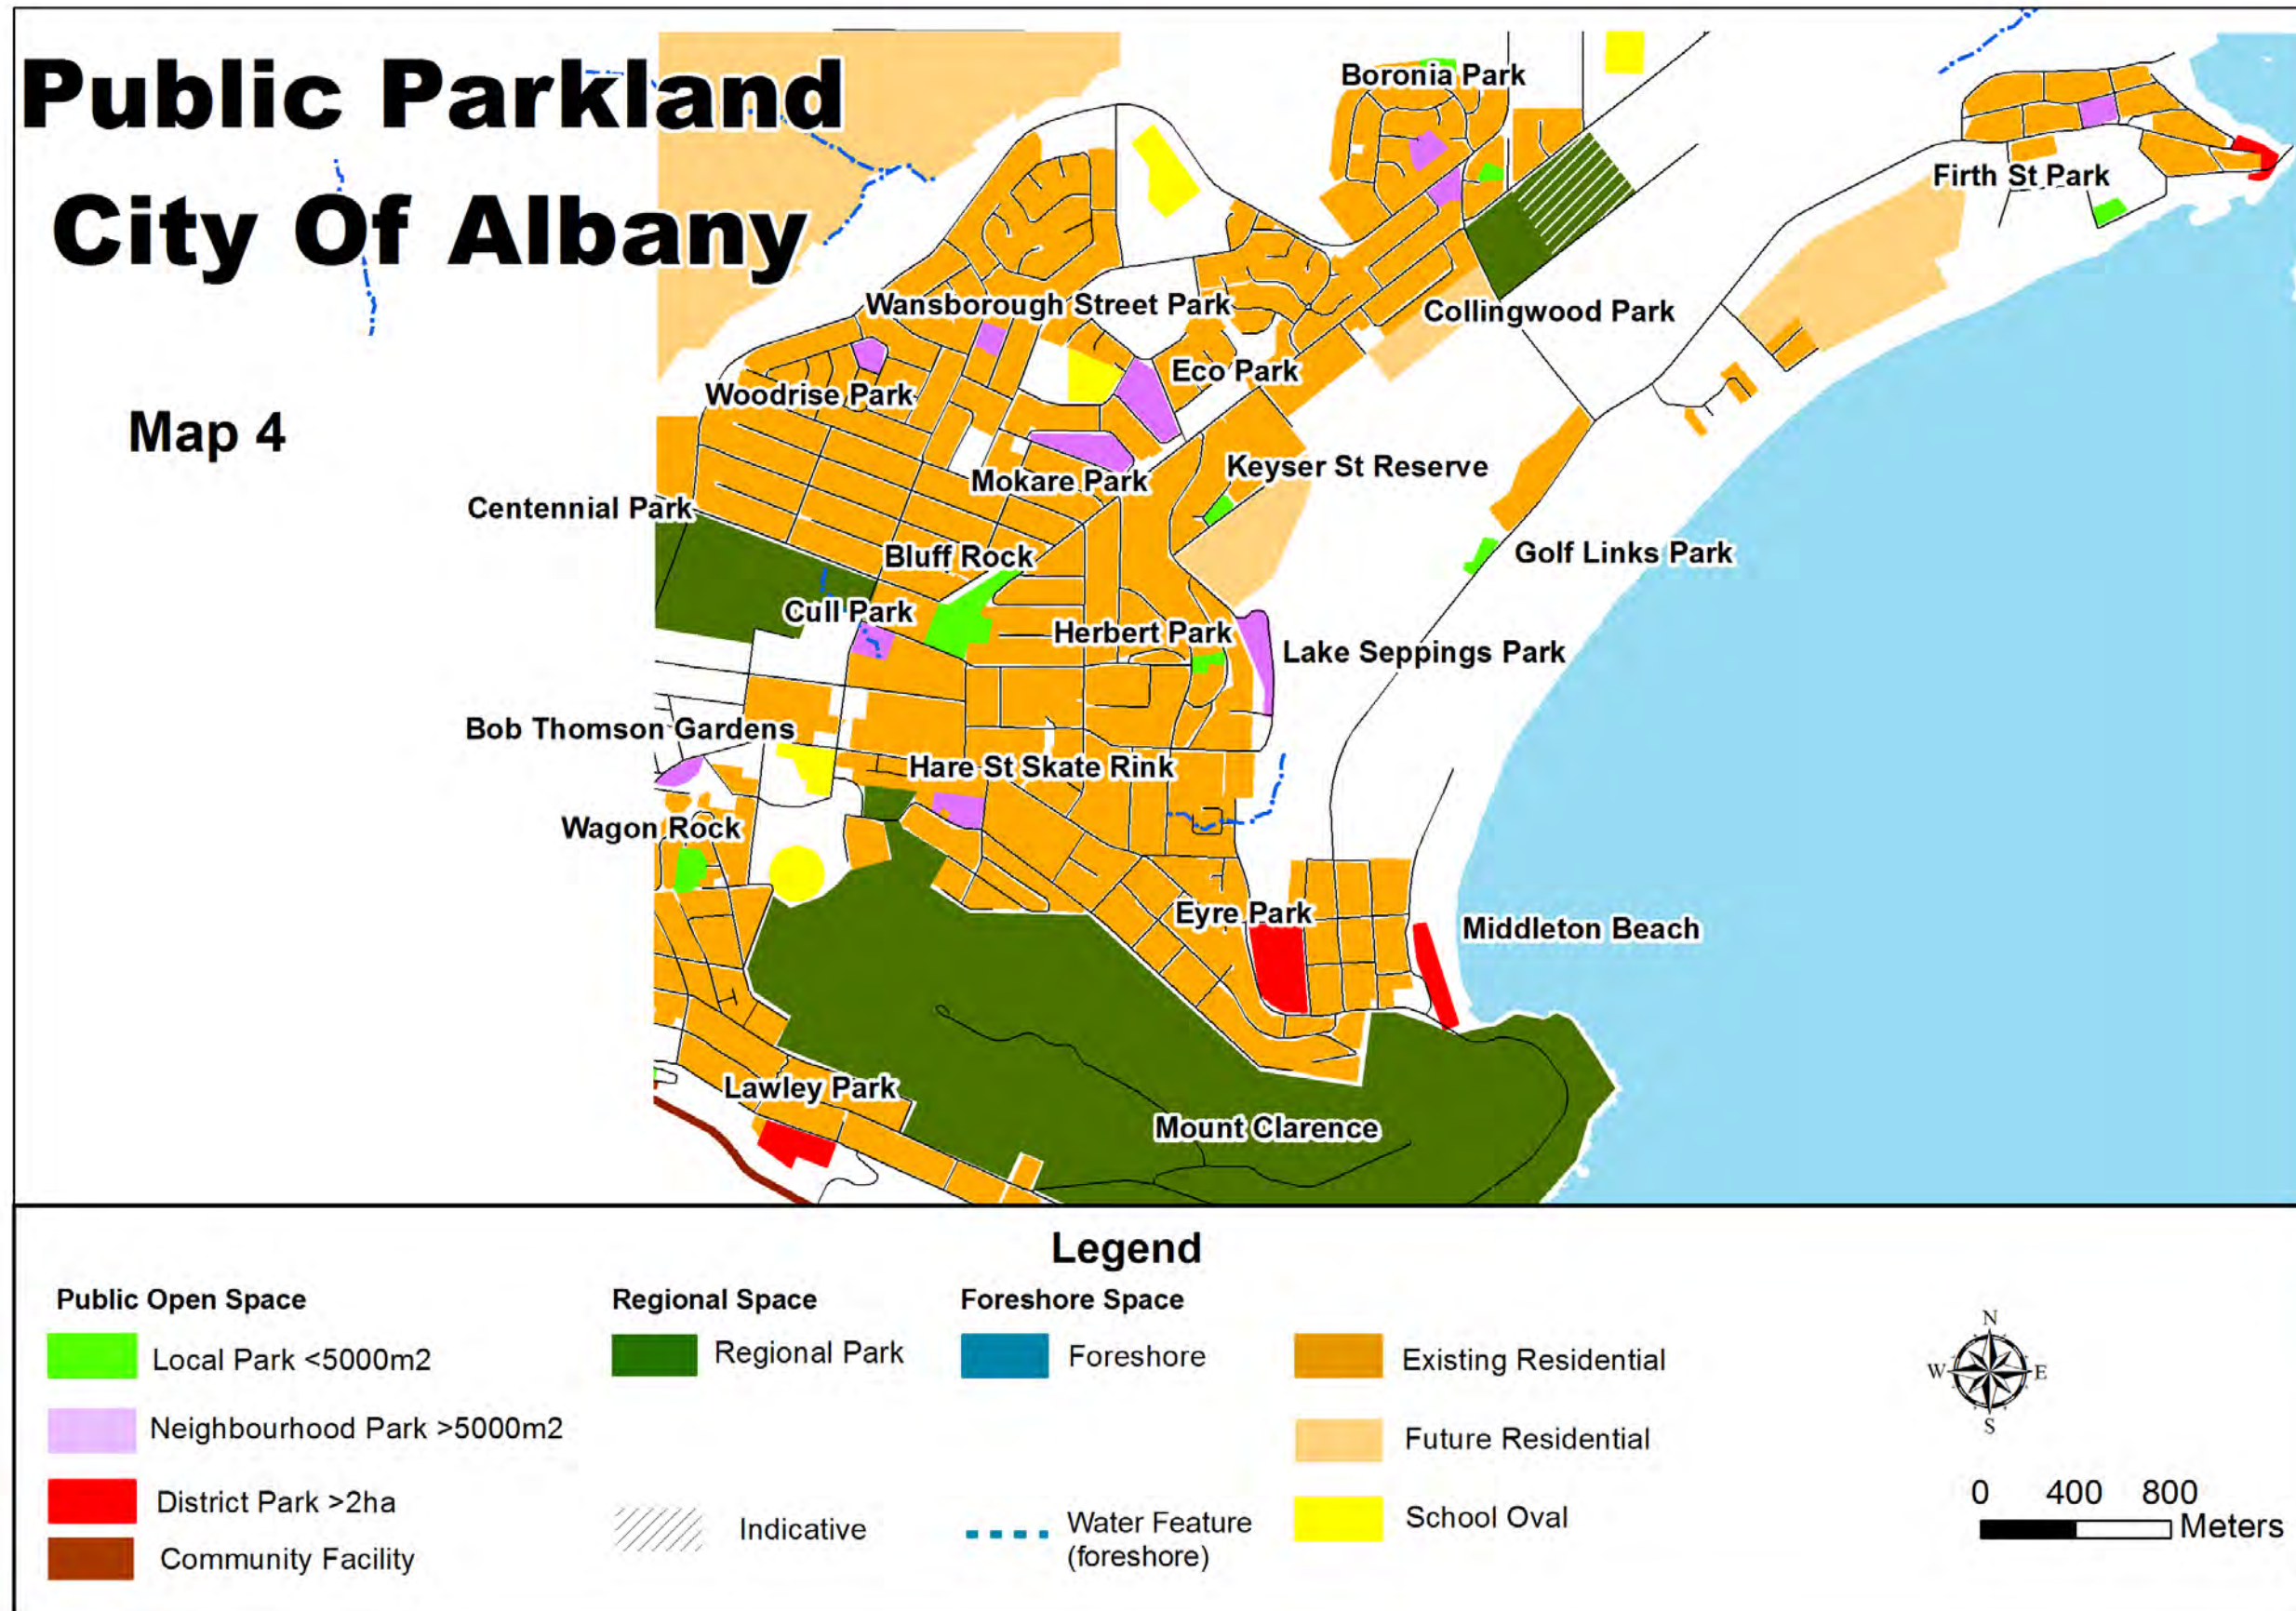 Public Parkland
City Of Albany
Map 4
Boronia Park
Firth St Park
Wansborough Street Park
Collingwood Park
Eco Park
Woodrise Park
Keyser St Reserve
Mokare Park
Centennial Park
Bluff Rock
Golf Links Park
Cull Park
Herbert Park
Lake Seppings Park
Bob Thomson Gardens
Hare St Skate Rink
Wagon Rock
Eyre Park
Middleton Beach
Lawley Park
Mount Clarence
Legend
Public Open Space
Local Park <5000m2
Neighbourhood Park >5000m2
District Park >2ha
Community Facility
Regional Space
Regional Park
Indicative
Foreshore Space
Foreshore
Water Feature
(foreshore)
Existing Residential
Future Residential
School Oval
N
W E
S
0 400 800
Meters